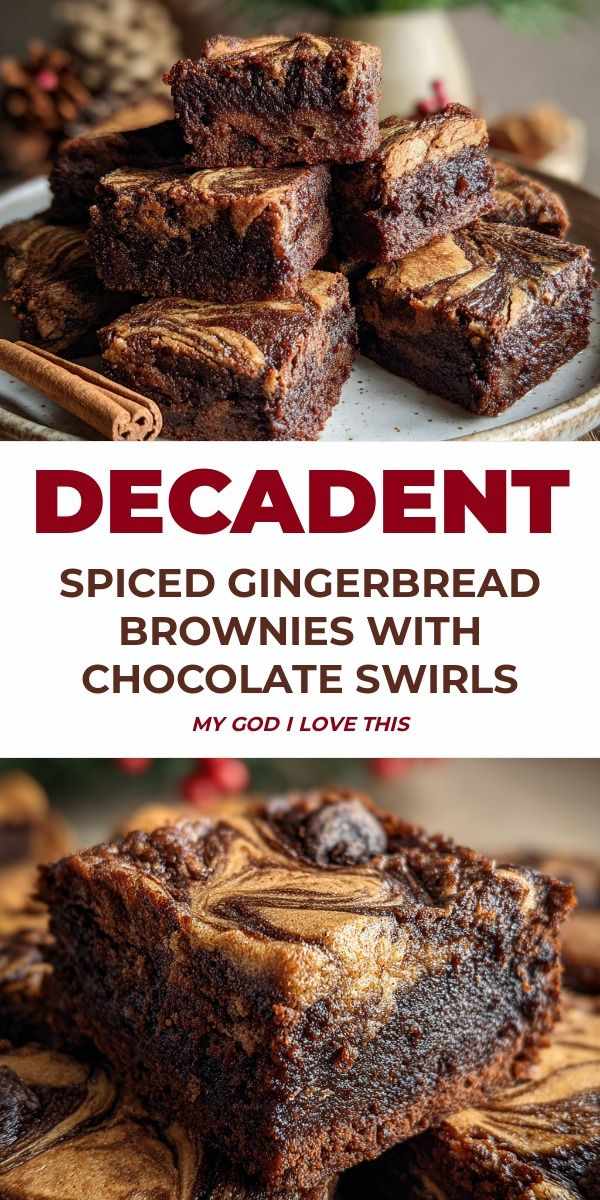 DECADENT
SPICED GINGERBREAD
BROWNIES WITH
CHOCOLATE SWIRLS
MY GOD I LOVE THIS